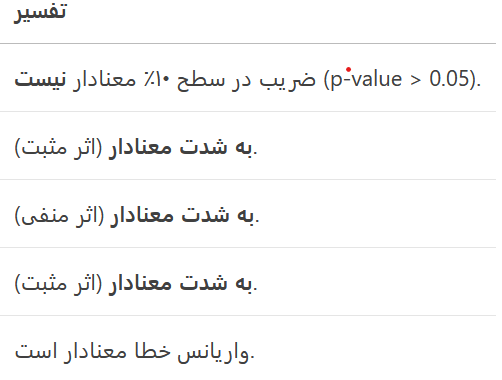 تفسیر
ضریب در سطح ۱۰٪ معنادار نیست (p-value > 0.05).
به شدت معنادار (اثر مثبت).
به شدت معنادار (اثر منفی).
به شدت معنادار (اثر مثبت).
واریانس خطا معنادار است.